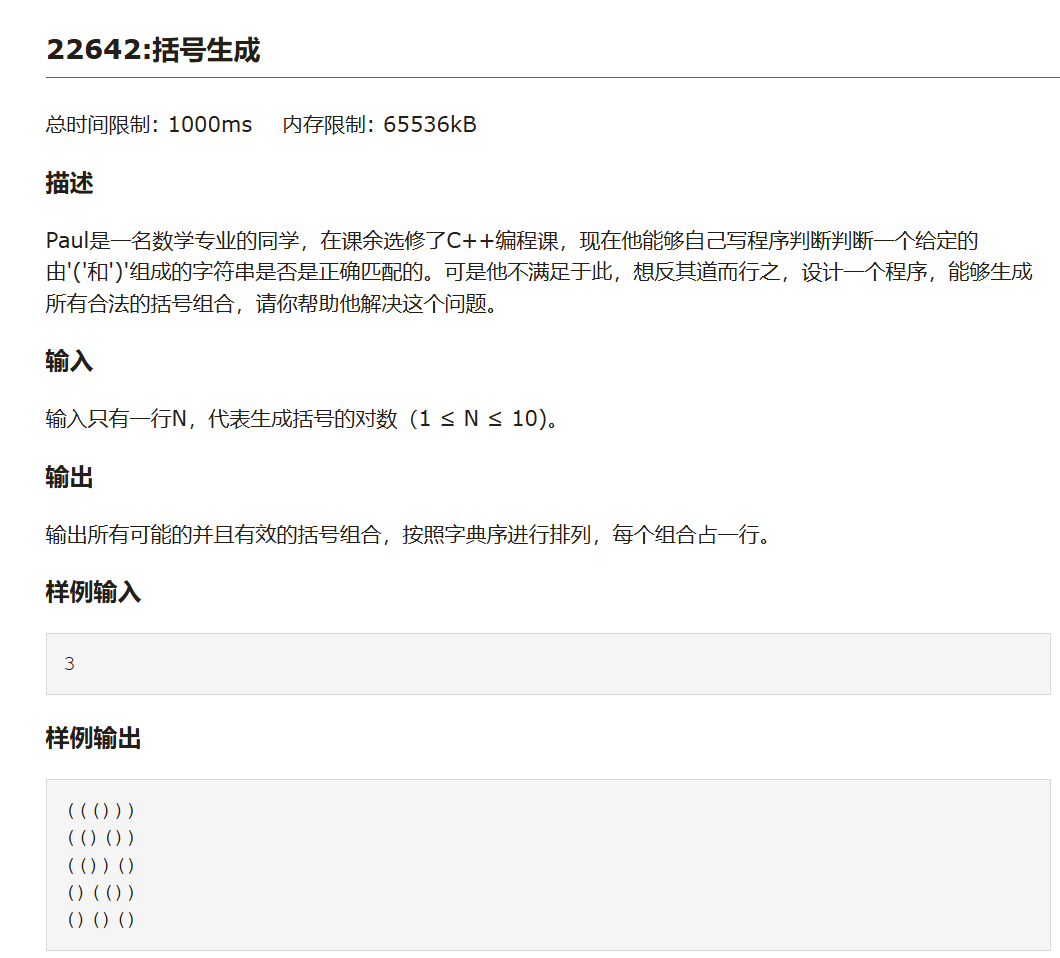 22642:括号生成
总时间限制: 1000ms 内存限制: 65536kB
描述
Paul是一名数学专业的同学，在课余选修了C++编程课，现在他能够自己写程序判断判断一个给定的
由'('和')'组成的字符串是否是正确匹配的。可是他不满足于此，想反其道而行之，设计一个程序，能够生成
所有合法的括号组合，请你帮助他解决这个问题。
输入
输入只有一行N，代表生成括号的对数（1 ≤ N ≤ 10)。
输出
输出所有可能的并且有效的括号组合，按照字典序进行排列，每个组合占一行。
样例输入
3
样例输出
((()))
(()())
(())()
()(())
()()()